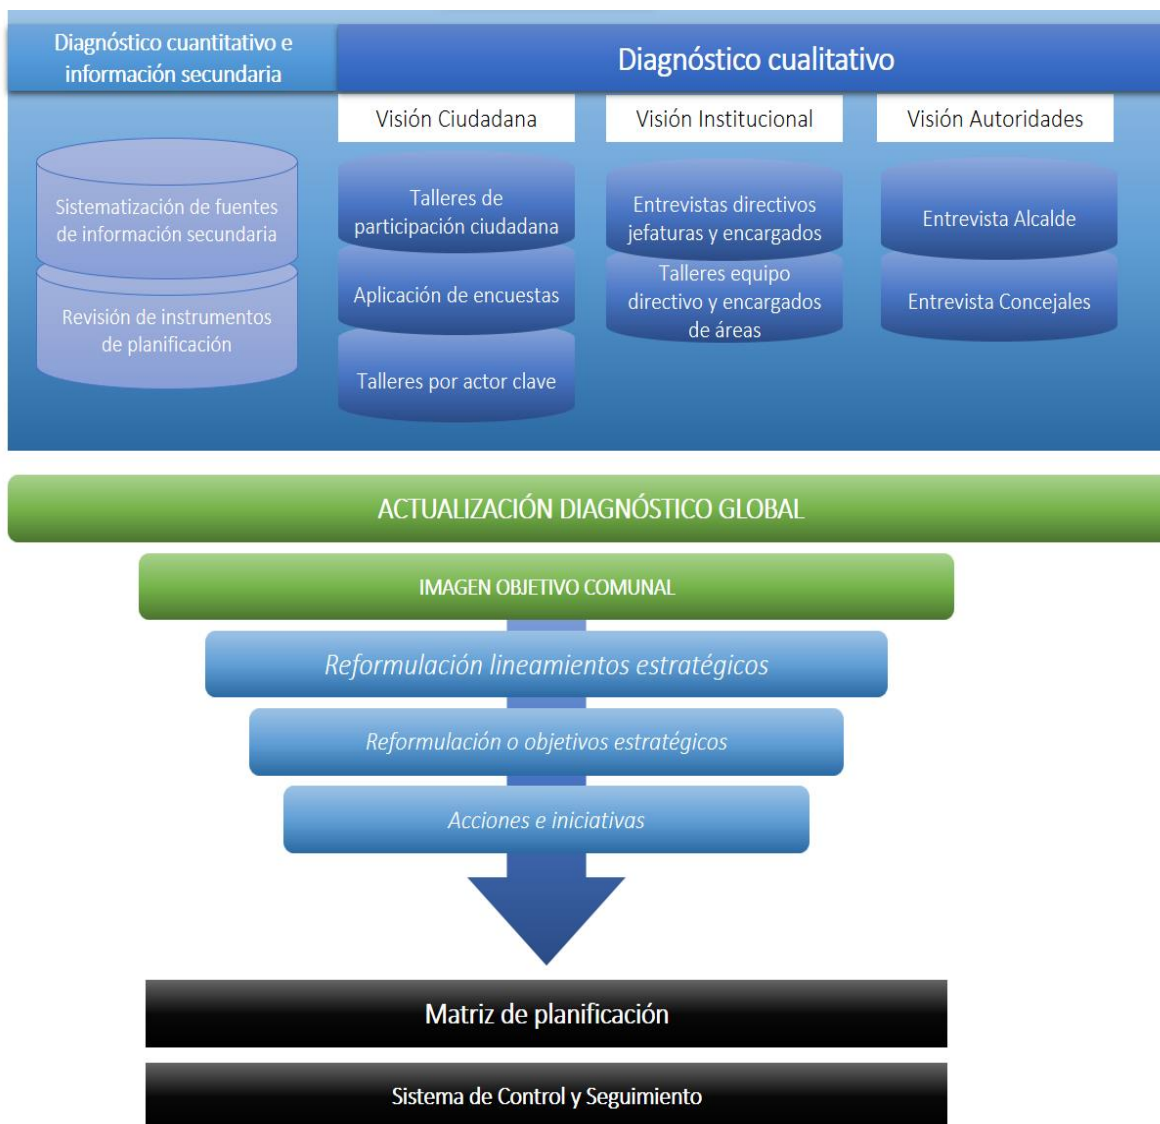 Diagnóstico cuantitativo e
información secundaria
Diagnóstico cualitativo
Visión Ciudadana
Visión Institucional
Visión Autoridades
Sistematización de fuentes
de información secundaria
Revisión de instrumentos
de planificación
Talleres de
participación ciudadana
Aplicación de encuestas
Talleres por actor clave
Entrevistas directivos
jefaturas y encargados
Talleres equipo
directivo y encargados
de áreas
Entrevista Alcalde
Entrevista Concejales
ACTUALIZACIÓN DIAGNÓSTICO GLOBAL
IMAGEN OBJETIVO COMUNAL
Reformulación lineamientos estratégicos
Reformulación o objetivos estratégicos
Acciones e iniciativas
Matriz de planificación
Sistema de Control y Seguimiento